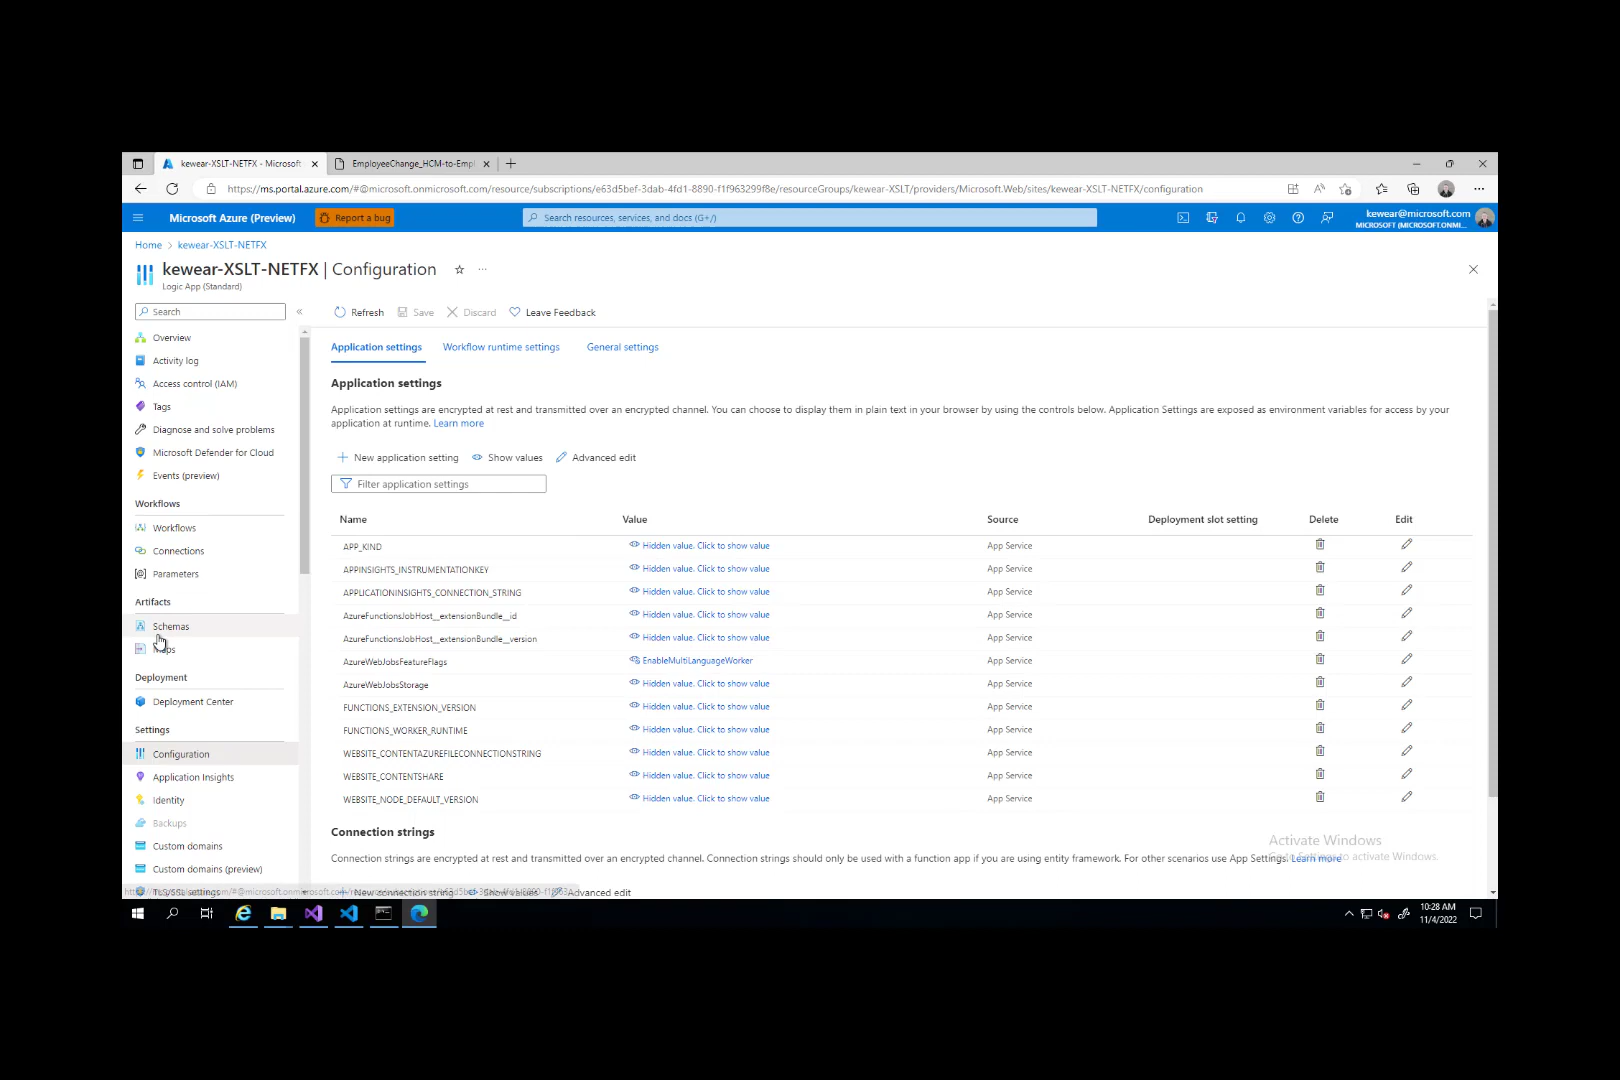 kewear-XSLT-NETFX - Microsoft
EmployeeChange_HCM-to-Empl
https://ms.portal.azure.com/#@microsoft.onmicrosoft.com/resource/subscriptions/e63d5bef-3dab-4fd1-8890-f1f963299f8e/resourceGroups/kewear-XSLT/providers/Microsoft.Web/sites/kewear-XSLT-NETFX/configuration
Microsoft Azure (Preview)
Report a bug
Search resources, services, and docs (G+/)
kewear@microsoft.com
MICROSOFT (MICROSOFT.ONMI...
Home > kewear-XSLT-NETFX
kewear-XSLT-NETFX | Configuration
Logic App (Standard)
Search
Refresh Save Discard Leave Feedback
Overview
Activity log
Access control (IAM)
Tags
Diagnose and solve problems
Microsoft Defender for Cloud
Events (preview)
Workflows
Workflows
Connections
Parameters
Artifacts
Schemas
Maps
Deployment
Deployment Center
Settings
Configuration
Application Insights
Identity
Backups
Custom domains
Custom domains (preview)
TLS/SSL settings
Application settings Workflow runtime settings General settings
Application settings
Application settings are encrypted at rest and transmitted over an encrypted channel. You can choose to display them in plain text in your browser by using the controls below. Application Settings are exposed as environment variables for access by your
application at runtime. Learn more
New application setting Show values Advanced edit
Filter application settings
Name Value Source Deployment slot setting Delete Edit
APP_KIND Hidden value. Click to show value App Service
APPINSIGHTS_INSTRUMENTATIONKEY Hidden value. Click to show value App Service
APPLICATIONINSIGHTS_CONNECTION_STRING Hidden value. Click to show value App Service
AzureFunctionsJobHost__extensionBundle__id Hidden value. Click to show value App Service
AzureFunctionsJobHost__extensionBundle__version Hidden value. Click to show value App Service
AzureWebJobsFeatureFlags EnableMultiLanguageWorker App Service
AzureWebJobsStorage Hidden value. Click to show value App Service
FUNCTIONS_EXTENSION_VERSION Hidden value. Click to show value App Service
FUNCTIONS_WORKER_RUNTIME Hidden value. Click to show value App Service
WEBSITE_CONTENTAZUREFILECONNECTIONSTRING Hidden value. Click to show value App Service
WEBSITE_CONTENTSHARE Hidden value. Click to show value App Service
WEBSITE_NODE_DEFAULT_VERSION Hidden value. Click to show value App Service
Connection strings
Connection strings are encrypted at rest and transmitted over an encrypted channel. Connection strings should only be used with a function app if you are using entity framework. For other scenarios use App Settings. Learn more
New connection string Show values Advanced edit
Activate Windows
Go to Settings to activate Windows.
10:28 AM
11/4/2022